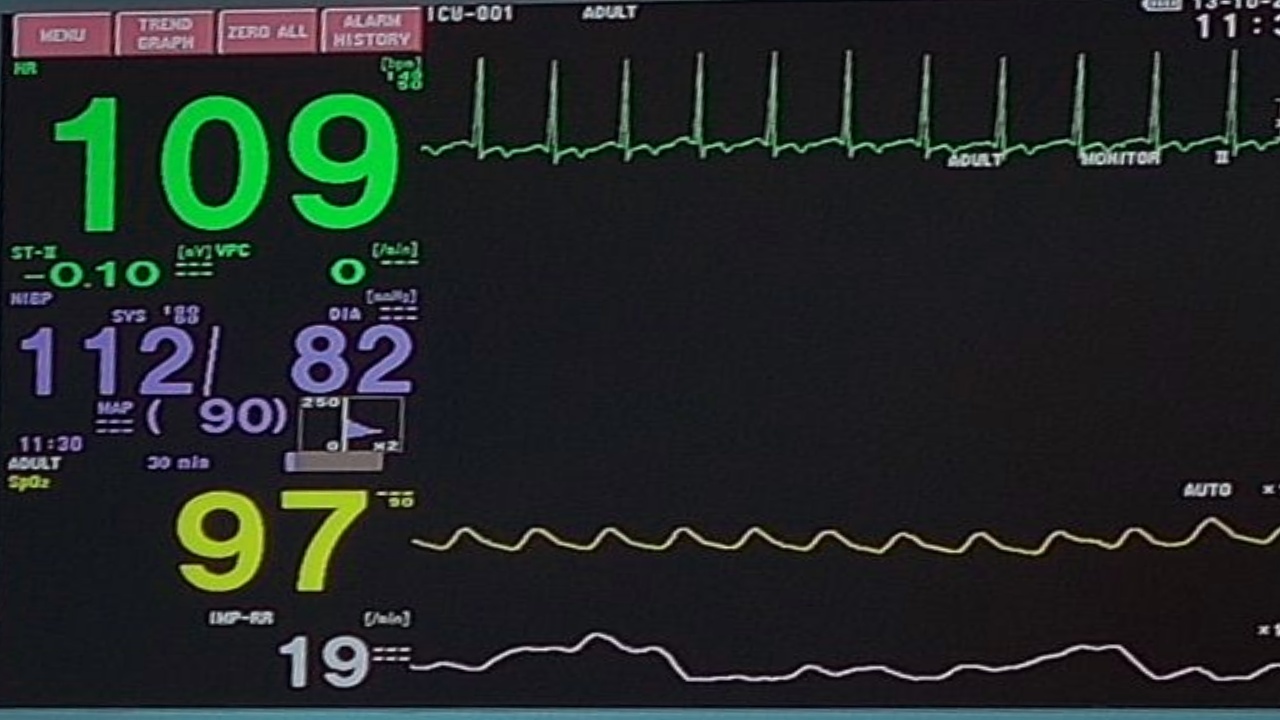 MENU TREND GRAPH ZERO ALL ALARM HISTORY ICU-001 ADULT
11:
HR [bpm]
109
ADULT MONITOR II
ST-II [mV] VPC [/min]
-0.10 --- 0 ---
NIBP [mmHg]
SYS DIA ---
112/ 82
MAP --- ( 90) 250
11:30 0 x2
ADULT 30 min
SpO2 AUTO
97 --- 90
IMP-RR [/min]
19 ---